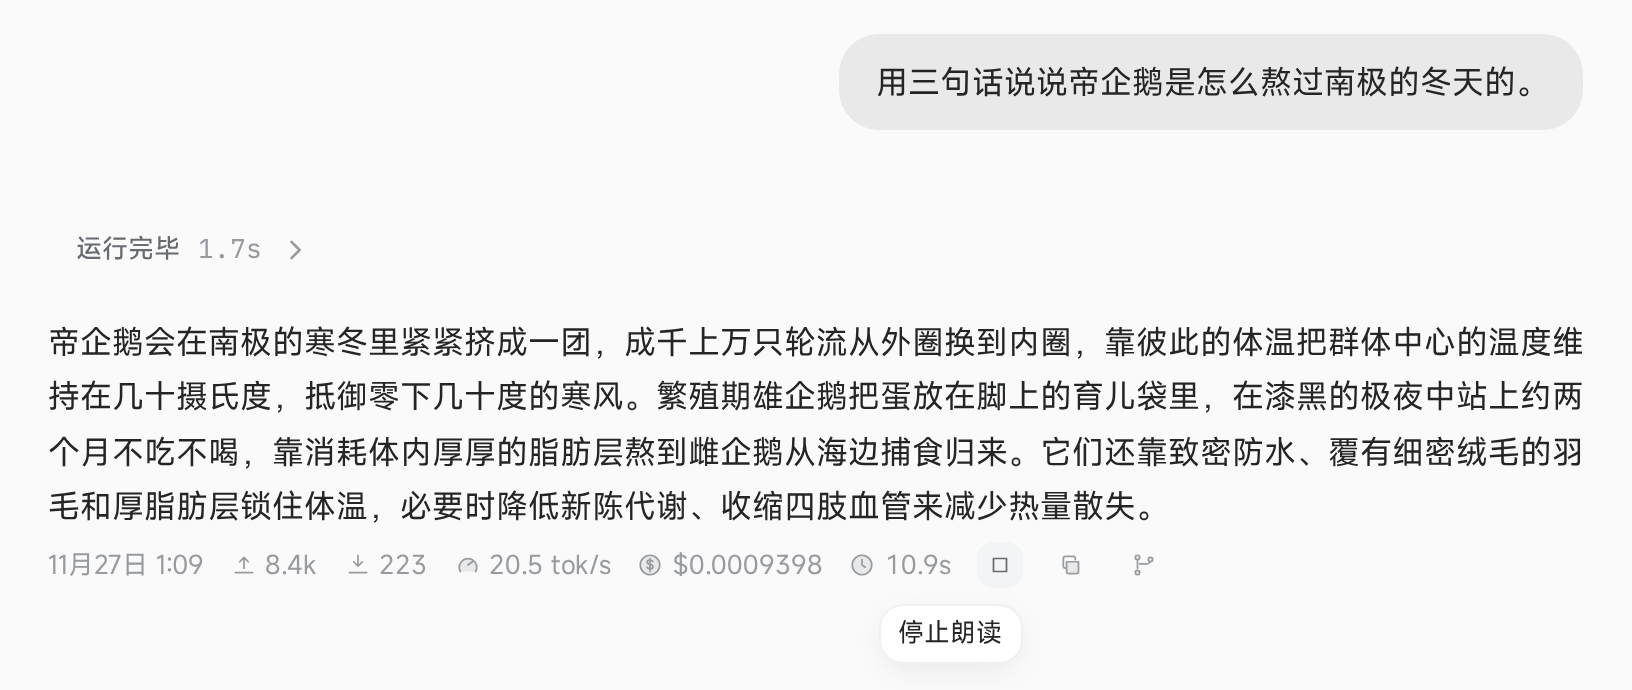 用三句话说说帝企鹅是怎么熬过南极的冬天的。
运行完毕 1.7s
帝企鹅会在南极的寒冬里紧紧挤成一团，成千上万只轮流从外圈换到内圈，靠彼此的体温把群体中心的温度维
持在几十摄氏度，抵御零下几十度的寒风。繁殖期雄企鹅把蛋放在脚上的育儿袋里，在漆黑的极夜中站上约两
个月不吃不喝，靠消耗体内厚厚的脂肪层熬到雌企鹅从海边捕食归来。它们还靠致密防水、覆有细密绒毛的羽
毛和厚脂肪层锁住体温，必要时降低新陈代谢、收缩四肢血管来减少热量散失。
11月27日 1:09 8.4k 223 20.5 tok/s $0.0009398 10.9s
停止朗读